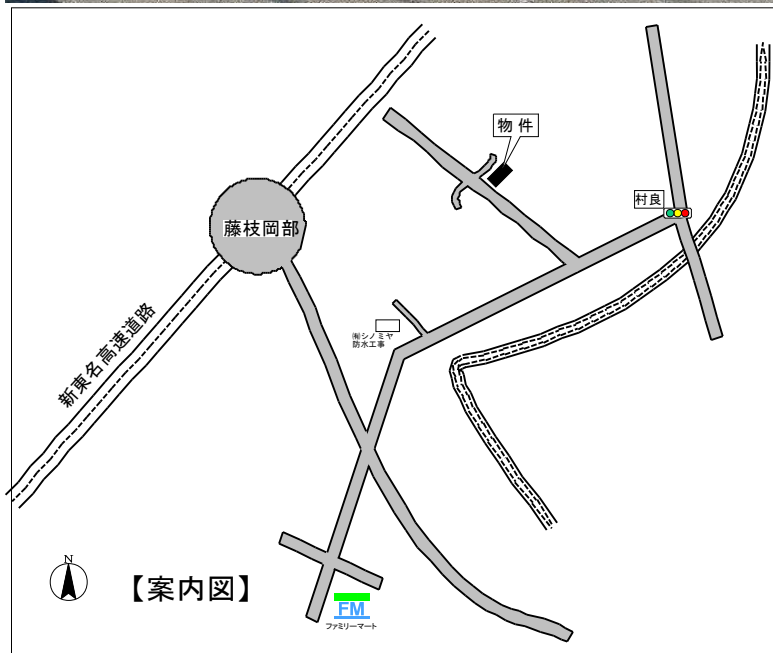 物件
村良
藤枝岡部
㈲シノミヤ
防水工事
新東名高速道路
N
【案内図】
FM
ファミリーマート